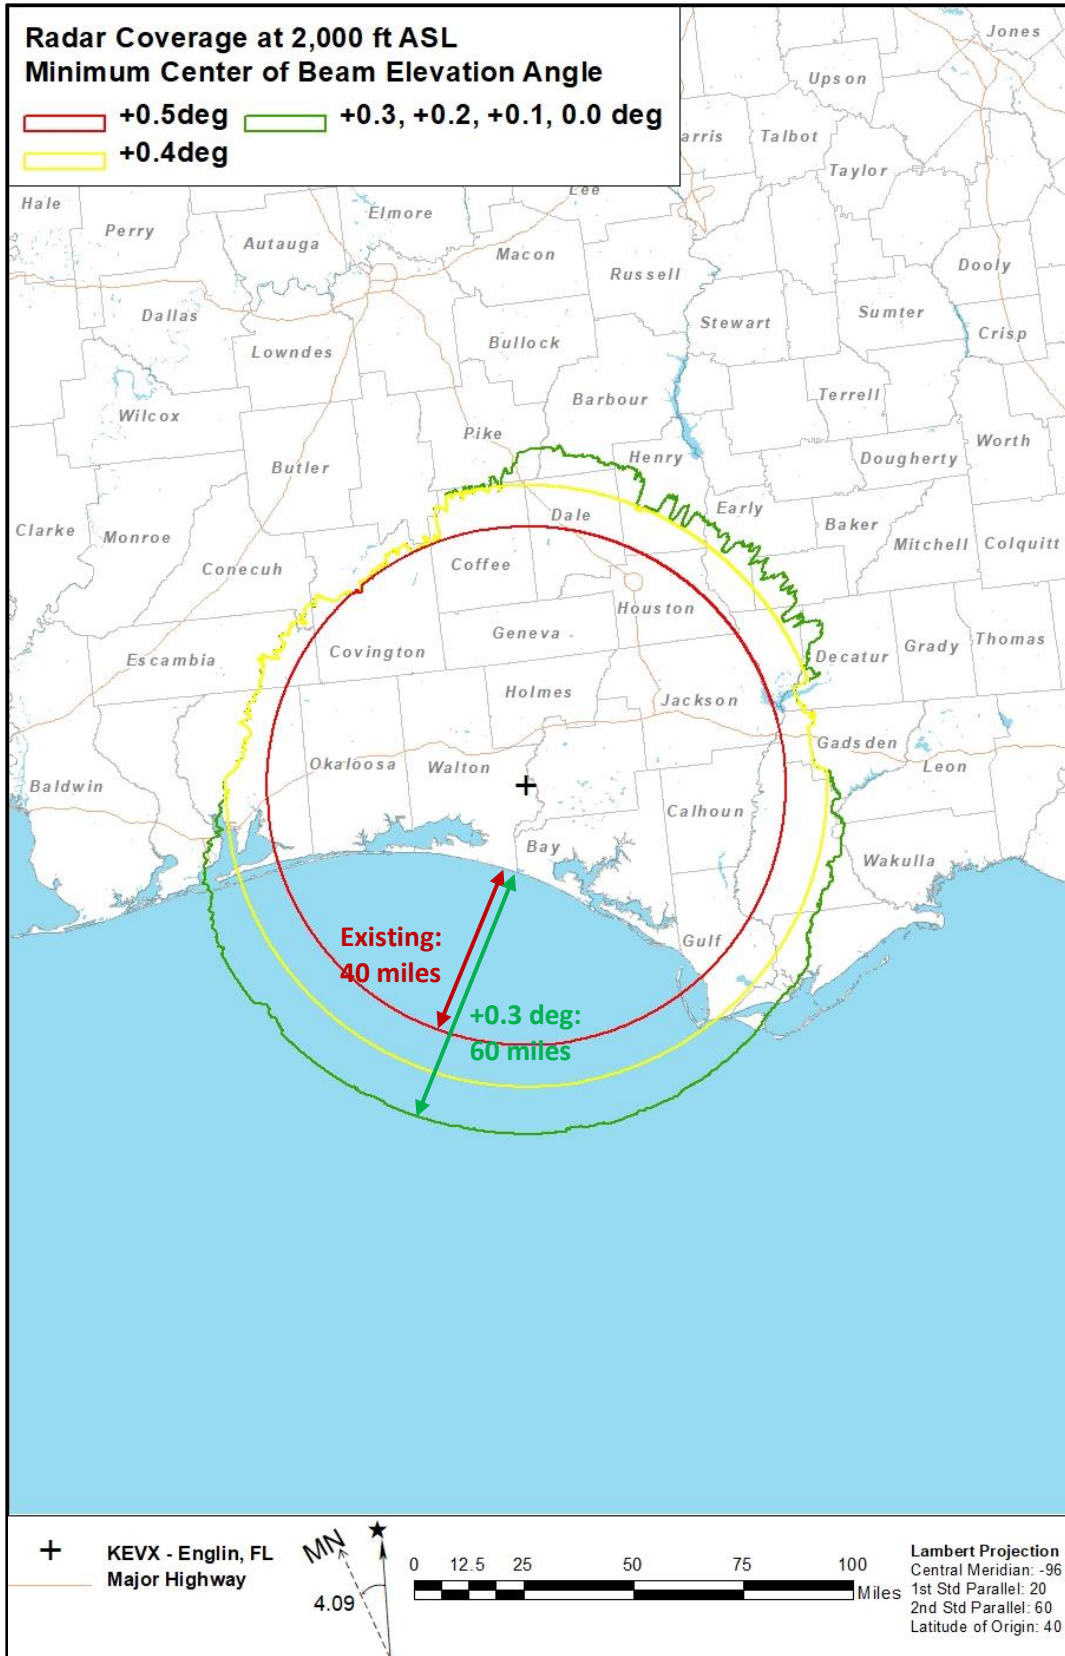 Radar Coverage at 2,000 ft ASL
Minimum Center of Beam Elevation Angle
+0.5deg +0.3, +0.2, +0.1, 0.0 deg
+0.4deg
Jones
Upson
arris Talbot
Taylor
Lee
Hale
Perry
Elmore
Autauga
Macon
Russell
Dooly
Dallas
Stewart
Sumter
Crisp
Lowndes
Bullock
Wilcox
Barbour
Terrell
Pike
Worth
Butler
Henry
Dougherty
Clarke
Monroe
Dale
Early
Baker
Mitchell Colquitt
Conecuh
Coffee
Houston
Geneva
Escambia
Covington
Decatur
Grady Thomas
Holmes
Jackson
Gadsden
Leon
Okaloosa
Walton
Baldwin
Calhoun
Bay
Wakulla
Gulf
Existing:
40 miles
+0.3 deg:
60 miles
KEVX - Englin, FL
Major Highway
MN
4.09
0 12.5 25 50 75 100
Miles
Lambert Projection
Central Meridian: -96
1st Std Parallel: 20
2nd Std Parallel: 60
Latitude of Origin: 40